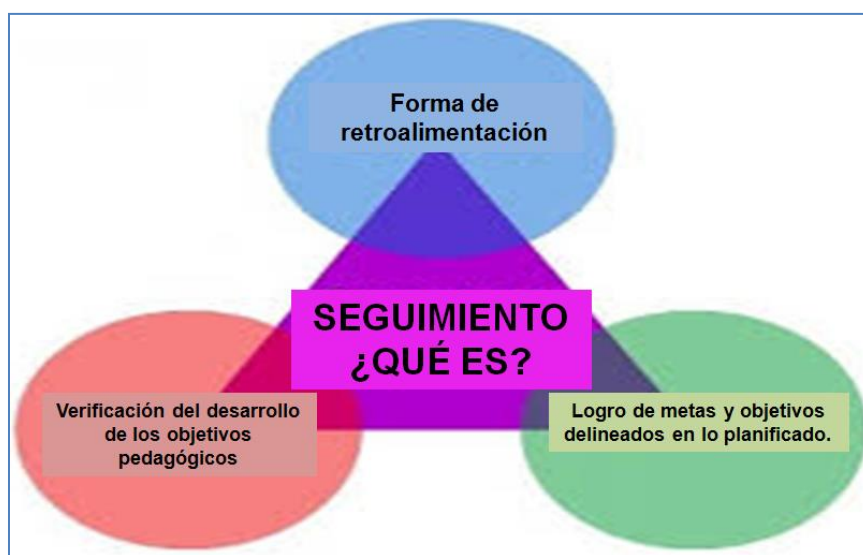 Forma de
retroalimentación
SEGUIMIENTO
¿QUÉ ES?
Verificación del desarrollo
de los objetivos
pedagógicos
Logro de metas y objetivos
delineados en lo planificado.